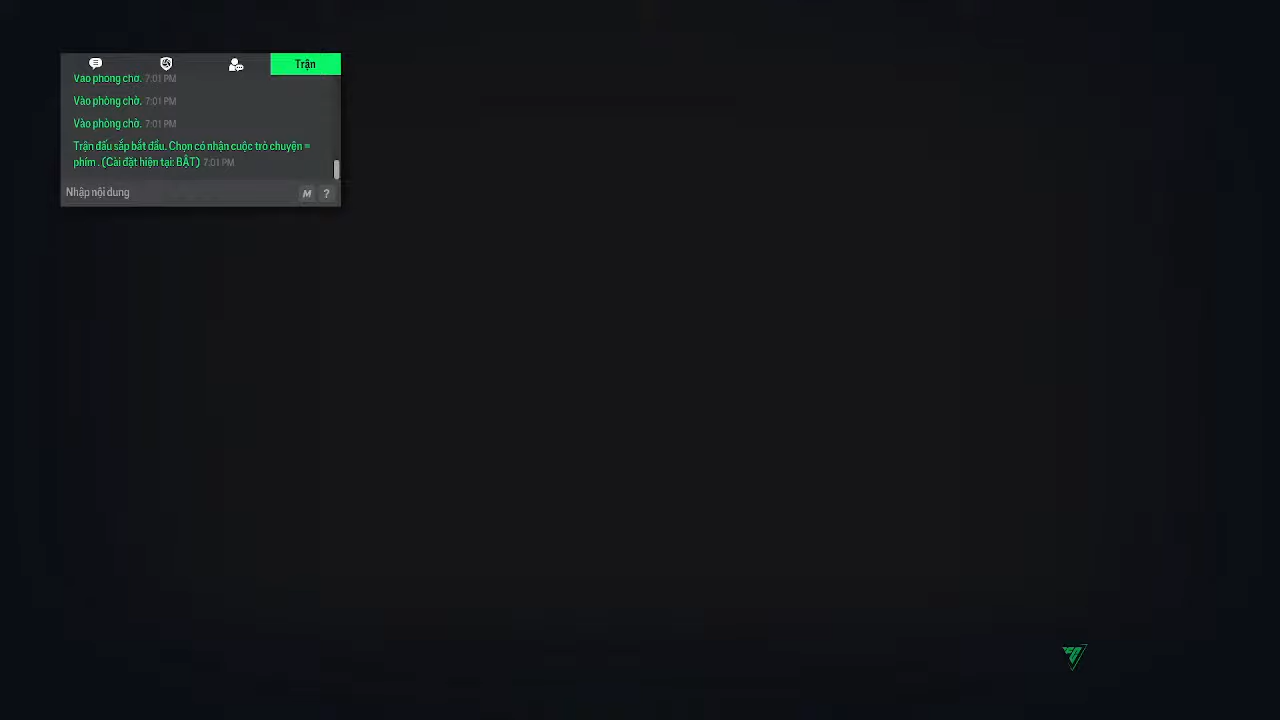 Trận
Vào phòng chờ. 7:01 PM
Vào phòng chờ. 7:01 PM
Vào phòng chờ. 7:01 PM
Trận đấu sắp bắt đầu. Chọn có nhận cuộc trò chuyện =
phím . (Cài đặt hiện tại: BẬT) 7:01 PM
Nhập nội dung M ?